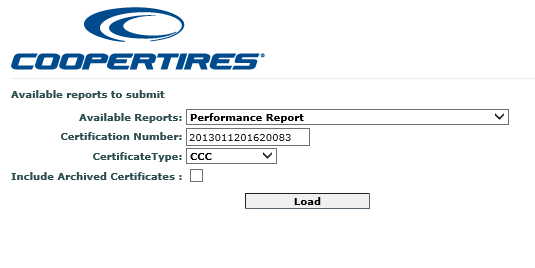 COOPERTIRES®
Available reports to submit
Available Reports: Performance Report
Certification Number: 2013011201620083
CertificateType: CCC
Include Archived Certificates :
Load